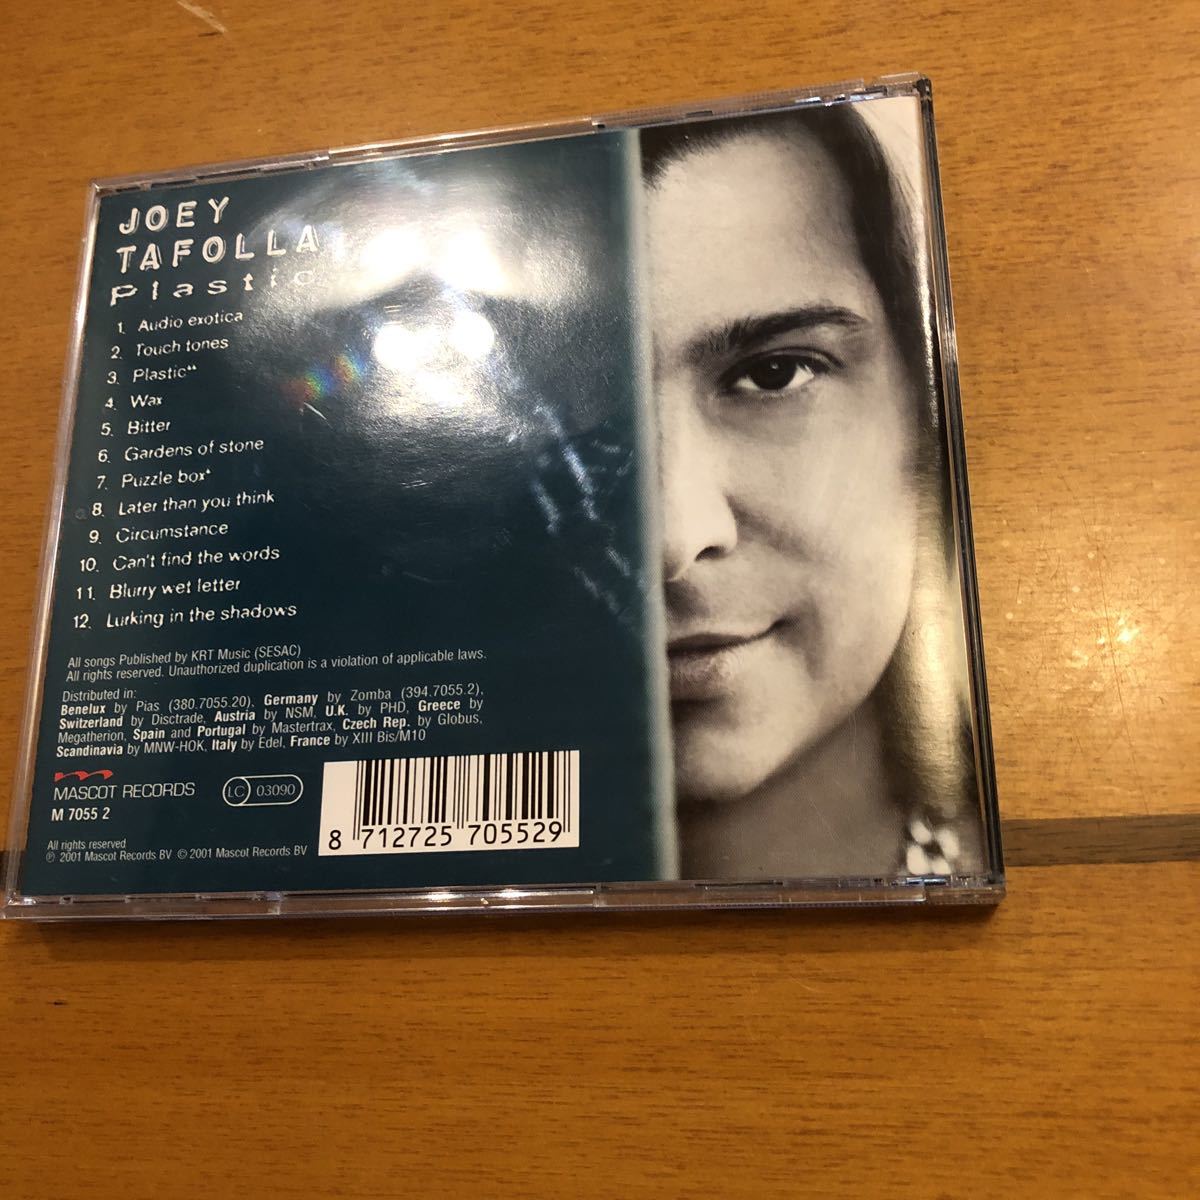 JOEY
TAFOLLA
Plastic
1. Audio exotica
2. Touch tones
3. Plastic**
4. Wax
5. Bitter
6. Gardens of stone
7. Puzzle box*
8. Later than you think
9. Circumstance
10. Can't find the words
11. Blurry wet letter
12. Lurking in the shadows
All songs Published by KRT Music (SESAC)
All rights reserved. Unauthorized duplication is a violation of applicable laws.
Distributed in:
Benelux by Pias (380.7055.20), Germany by Zomba (394.7055.2),
Switzerland by Disctrade, Austria by NSM, U.K. by PHD, Greece by
Megatherion, Spain and Portugal by Mastertrax, Czech Rep. by Globus,
Scandinavia by MNW-HOK, Italy by Edel, France by XIII Bis/M10
MASCOT RECORDS
M 7055 2
LC 03090
All rights reserved
℗ 2001 Mascot Records BV © 2001 Mascot Records BV
8 712725 705529